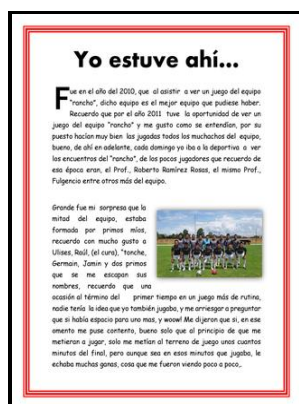 Yo estuve ahí...
Fue en el año del 2010, que al asistir a ver un juego del equipo
"rancho", dicho equipo es el mejor equipo que pudiese haber.
Recuerdo que por el año 2011 tuve la oportunidad de ver un
juego del equipo "rancho" y me gusto como se entendían, por su
puesto hacían muy bien las jugadas todos los muchachos del equipo,
bueno, de ahí en adelante, cada domingo yo iba a la deportiva a ver
los encuentros del "rancho", de los pocos jugadores que recuerdo de
esa época eran, el Prof., Roberto Ramírez Rosas, el mismo Prof.,
Fulgencio entre otros más del equipo.
Grande fue mi sorpresa que la
mitad del equipo, estaba
formada por primos míos,
recuerdo con mucho gusto a
Ulises, Raúl, (el cura), "tonche,
Germain, Jamin y dos primos
que se me escapan sus
nombres, recuerdo que una
ocasión al término del primer tiempo en un juego más de rutina,
nadie tenía la idea que yo también jugaba, y me arriesgar a preguntar
que si había espacio para uno mas, y woow! Me dijeron que si, en ese
omento me puse contento, bueno solo que al principio de que me
metieran a jugar, solo me metían al terreno de juego unos cuantos
minutos del final, pero aunque sea en esos minutos que jugaba, le
echaba muchas ganas, cosa que me fueron viendo poco a poco,.